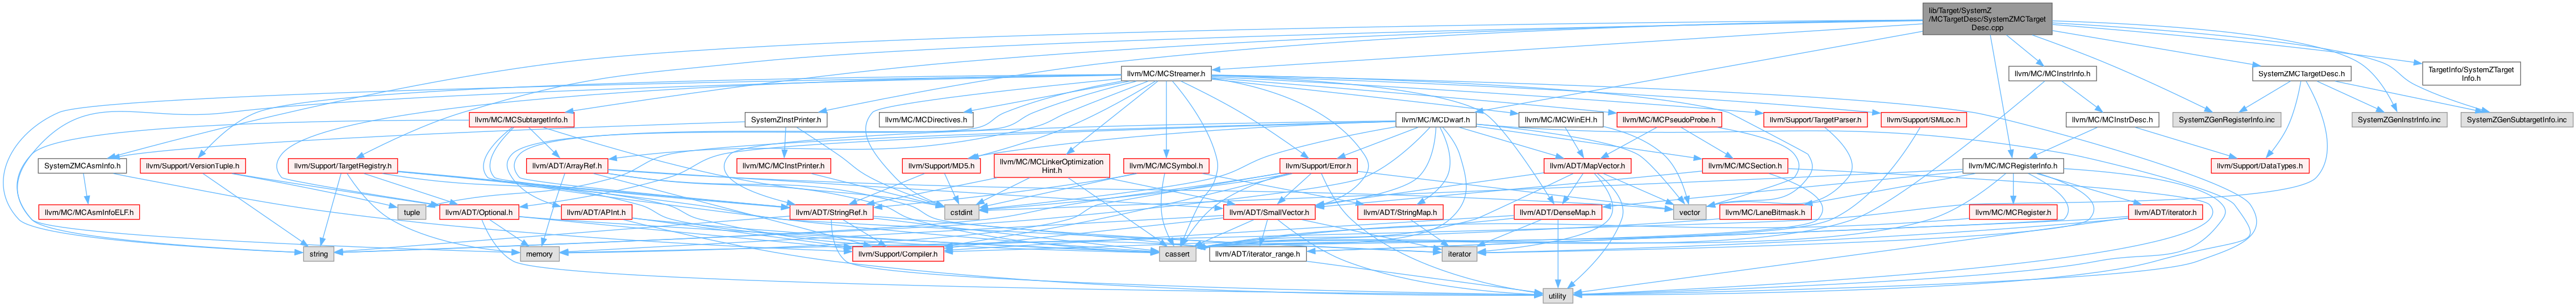 lib/Target/SystemZ
/MCTargetDesc/SystemZMCTarget
Desc.cpp
llvm/MC/MCStreamer.h
llvm/MC/MCInstrInfo.h
SystemZMCTargetDesc.h
TargetInfo/SystemZTarget
Info.h
llvm/MC/MCSubtargetInfo.h
SystemZInstPrinter.h
llvm/MC/MCDirectives.h
llvm/MC/MCDwarf.h
llvm/MC/MCWinEH.h
llvm/MC/MCPseudoProbe.h
llvm/Support/TargetParser.h
llvm/Support/SMLoc.h
llvm/MC/MCInstrDesc.h
SystemZGenRegisterInfo.inc
SystemZGenInstrInfo.inc
SystemZGenSubtargetInfo.inc
SystemZMCAsmInfo.h
llvm/Support/VersionTuple.h
llvm/Support/TargetRegistry.h
llvm/ADT/ArrayRef.h
llvm/MC/MCInstPrinter.h
llvm/Support/MD5.h
llvm/MC/MCLinkerOptimization
Hint.h
llvm/MC/MCSymbol.h
llvm/Support/Error.h
llvm/ADT/MapVector.h
llvm/MC/MCSection.h
llvm/MC/MCRegisterInfo.h
llvm/Support/DataTypes.h
llvm/MC/MCAsmInfoELF.h
tuple
llvm/ADT/Optional.h
llvm/ADT/APInt.h
llvm/ADT/StringRef.h
cstdint
llvm/ADT/SmallVector.h
llvm/ADT/StringMap.h
vector
llvm/ADT/DenseMap.h
llvm/MC/LaneBitmask.h
llvm/MC/MCRegister.h
llvm/ADT/iterator.h
string
memory
llvm/Support/Compiler.h
cassert
llvm/ADT/iterator_range.h
iterator
utility